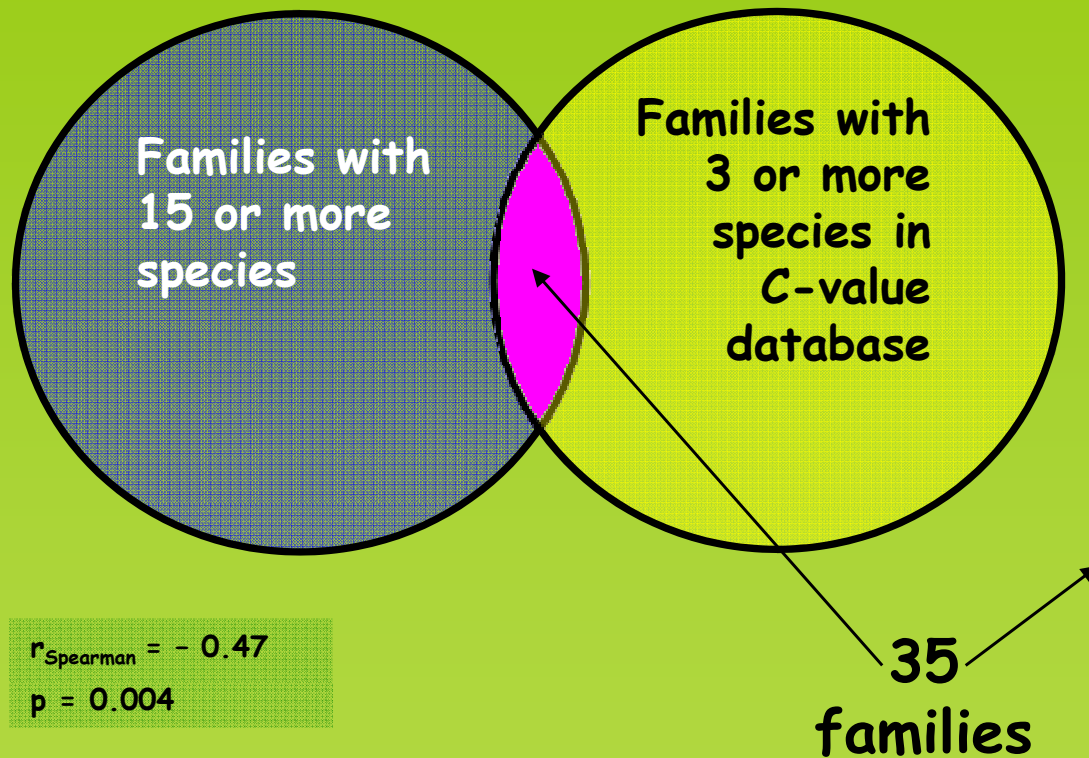 Families with
15 or more
species
Families with
3 or more
species in
C-value
database
rSpearman = - 0.47
p = 0.004
35
families